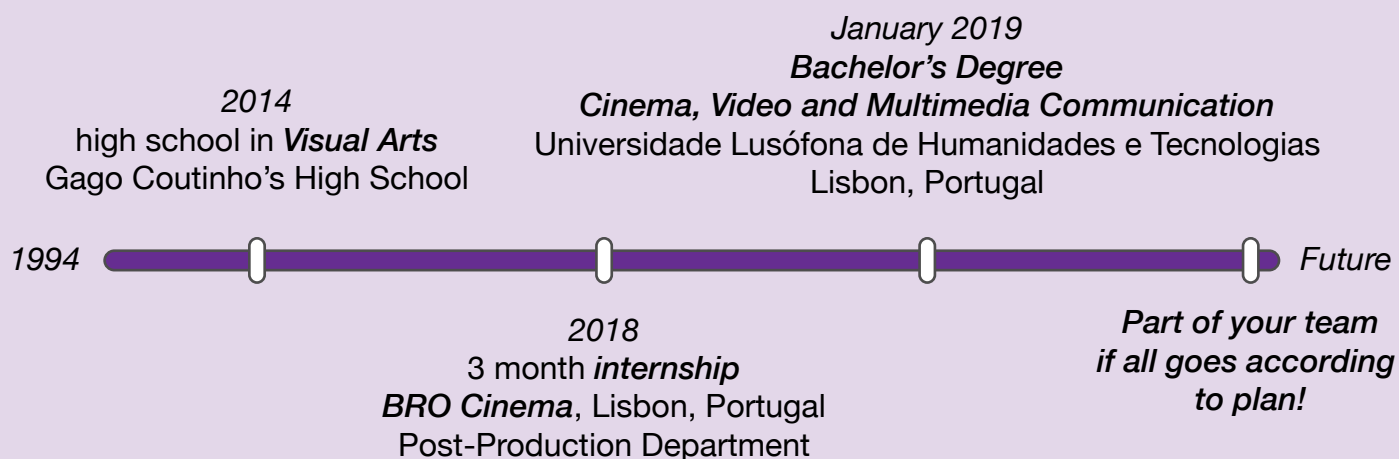 January 2019
Bachelor’s Degree
Cinema, Video and Multimedia Communication
Universidade Lusófona de Humanidades e Tecnologias
Lisbon, Portugal
2014
high school in Visual Arts
Gago Coutinho’s High School
1994
Future
2018
3 month internship
BRO Cinema, Lisbon, Portugal
Post-Production Department
Part of your team
if all goes according
to plan!